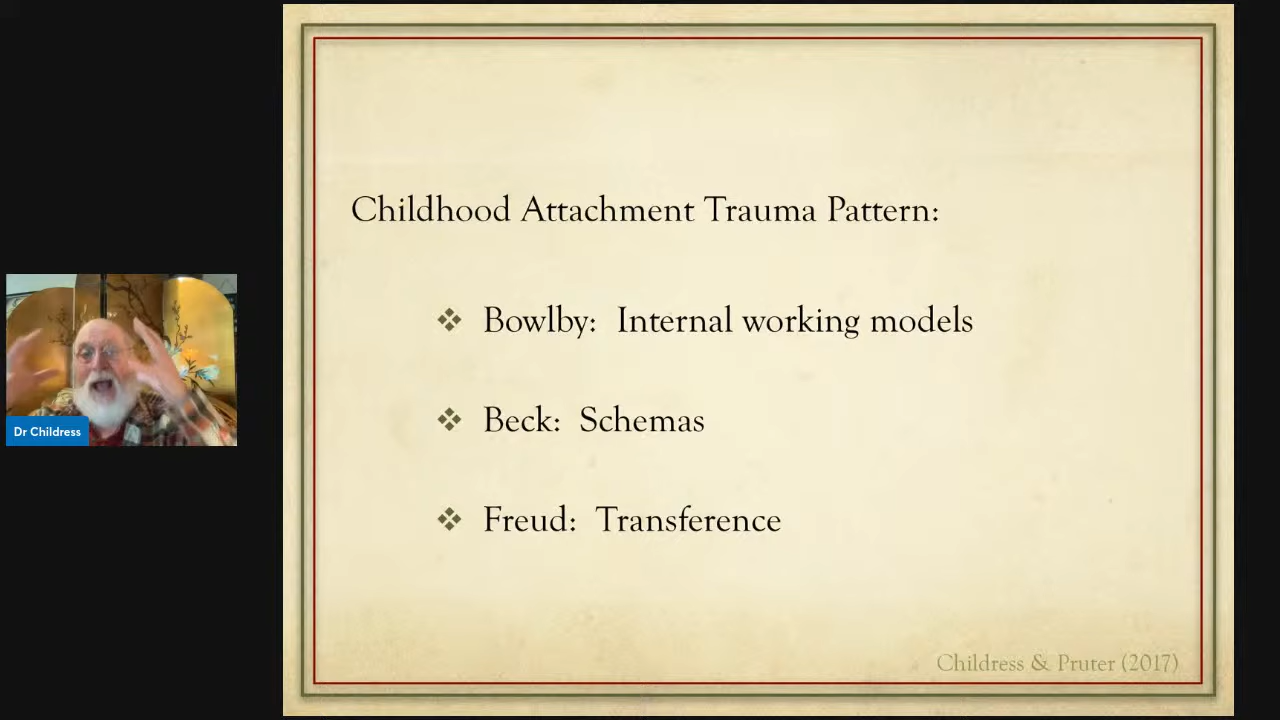 Childhood Attachment Trauma Pattern:
Bowlby: Internal working models
Beck: Schemas
Freud: Transference
Childress & Pruter (2017)
Dr Childress